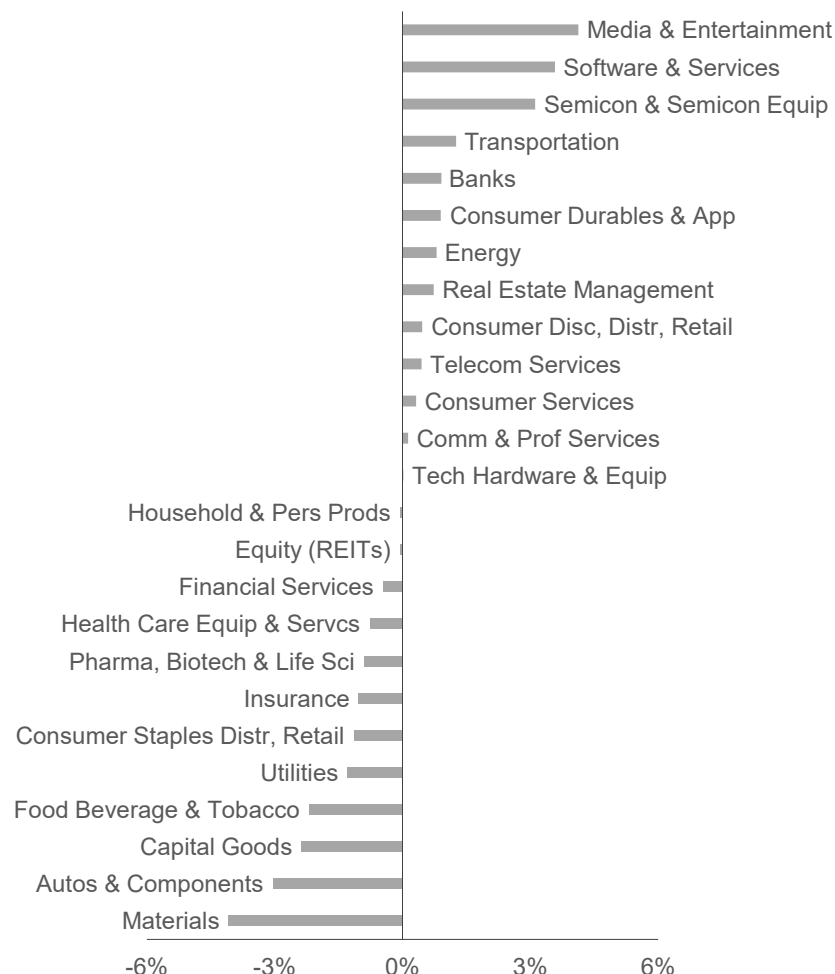 Media & Entertainment
Software & Services
Semicon & Semicon Equip
Transportation
Banks
Consumer Durables & App
Energy
Real Estate Management
Consumer Disc, Distr, Retail
Telecom Services
Consumer Services
Comm & Prof Services
Tech Hardware & Equip
Household & Pers Prods
Equity (REITs)
Financial Services
Health Care Equip & Servcs
Pharma, Biotech & Life Sci
Insurance
Consumer Staples Distr, Retail
Utilities
Food Beverage & Tobacco
Capital Goods
Autos & Components
Materials
-6% -3% 0% 3% 6%